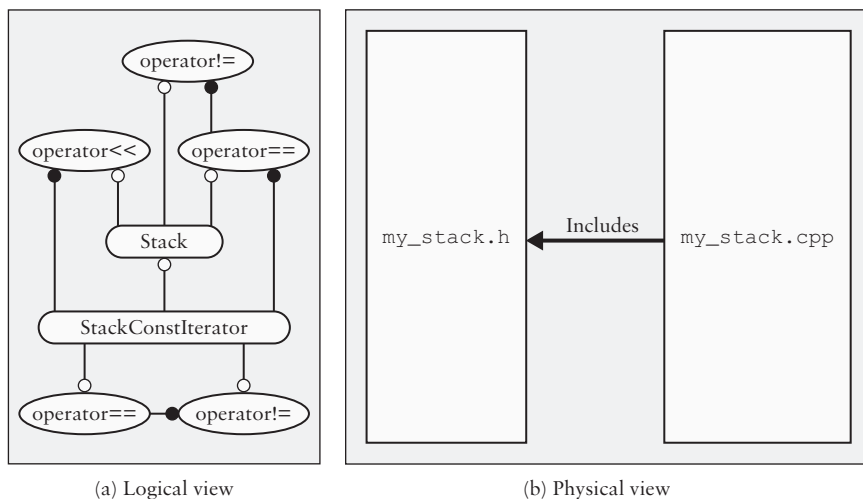 operator!=
operator<<
operator==
Stack
StackConstIterator
operator==
operator!=
(a) Logical view
my_stack.h
Includes
my_stack.cpp
(b) Physical view